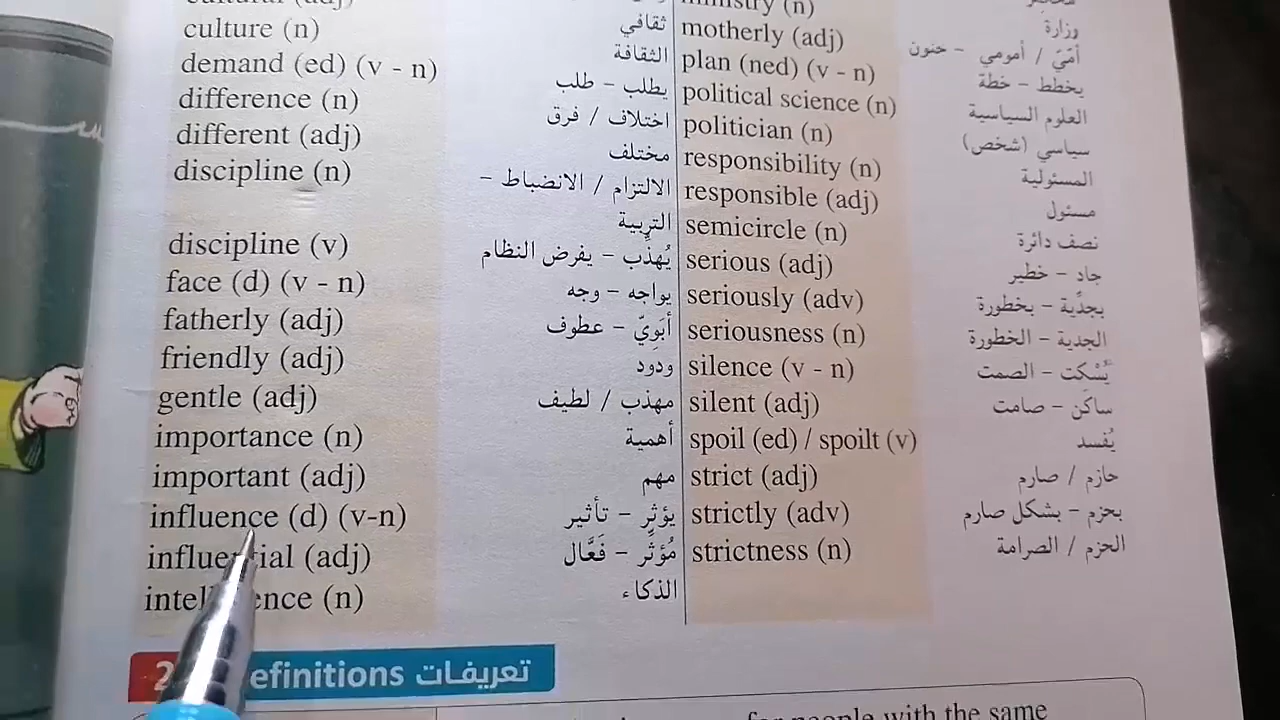 culture (n) ثقافي
demand (ed) (v - n) الثقافة
difference (n) يطلب - طلب
different (adj) اختلاف / فرق
discipline (n) مختلف
الالتزام / الانضباط -
التربية
discipline (v) يُهذِّب - يفرض النظام
face (d) (v - n) يواجه - وجه
fatherly (adj) أبَوِيّ - عطوف
friendly (adj) ودود
gentle (adj) مهذب / لطيف
importance (n) أهمية
important (adj) مهم
influence (d) (v-n) يؤثر - تأثير
influential (adj) مُؤثِّر - فَعَّال
(n) الذكاء
ministry (n) وزارة
motherly (adj) أمّيّ / أمومي - حنون
plan (ned) (v - n) يخطط - خطة
political science (n) العلوم السياسية
politician (n) سياسي (شخص)
responsibility (n) المسئولية
responsible (adj) مسئول
semicircle (n) نصف دائرة
serious (adj) جاد - خطير
seriously (adv) بجدِّية - بخطورة
seriousness (n) الجدية - الخطورة
silence (v - n) يُسْكِت - الصمت
silent (adj) ساكن - صامت
spoil (ed) / spoilt (v) يُفسد
strict (adj) حازم / صارم
strictly (adv) بحزم - بشكل صارم
strictness (n) الحزم / الصرامة
2 efinitions تعريفات
for people with the same